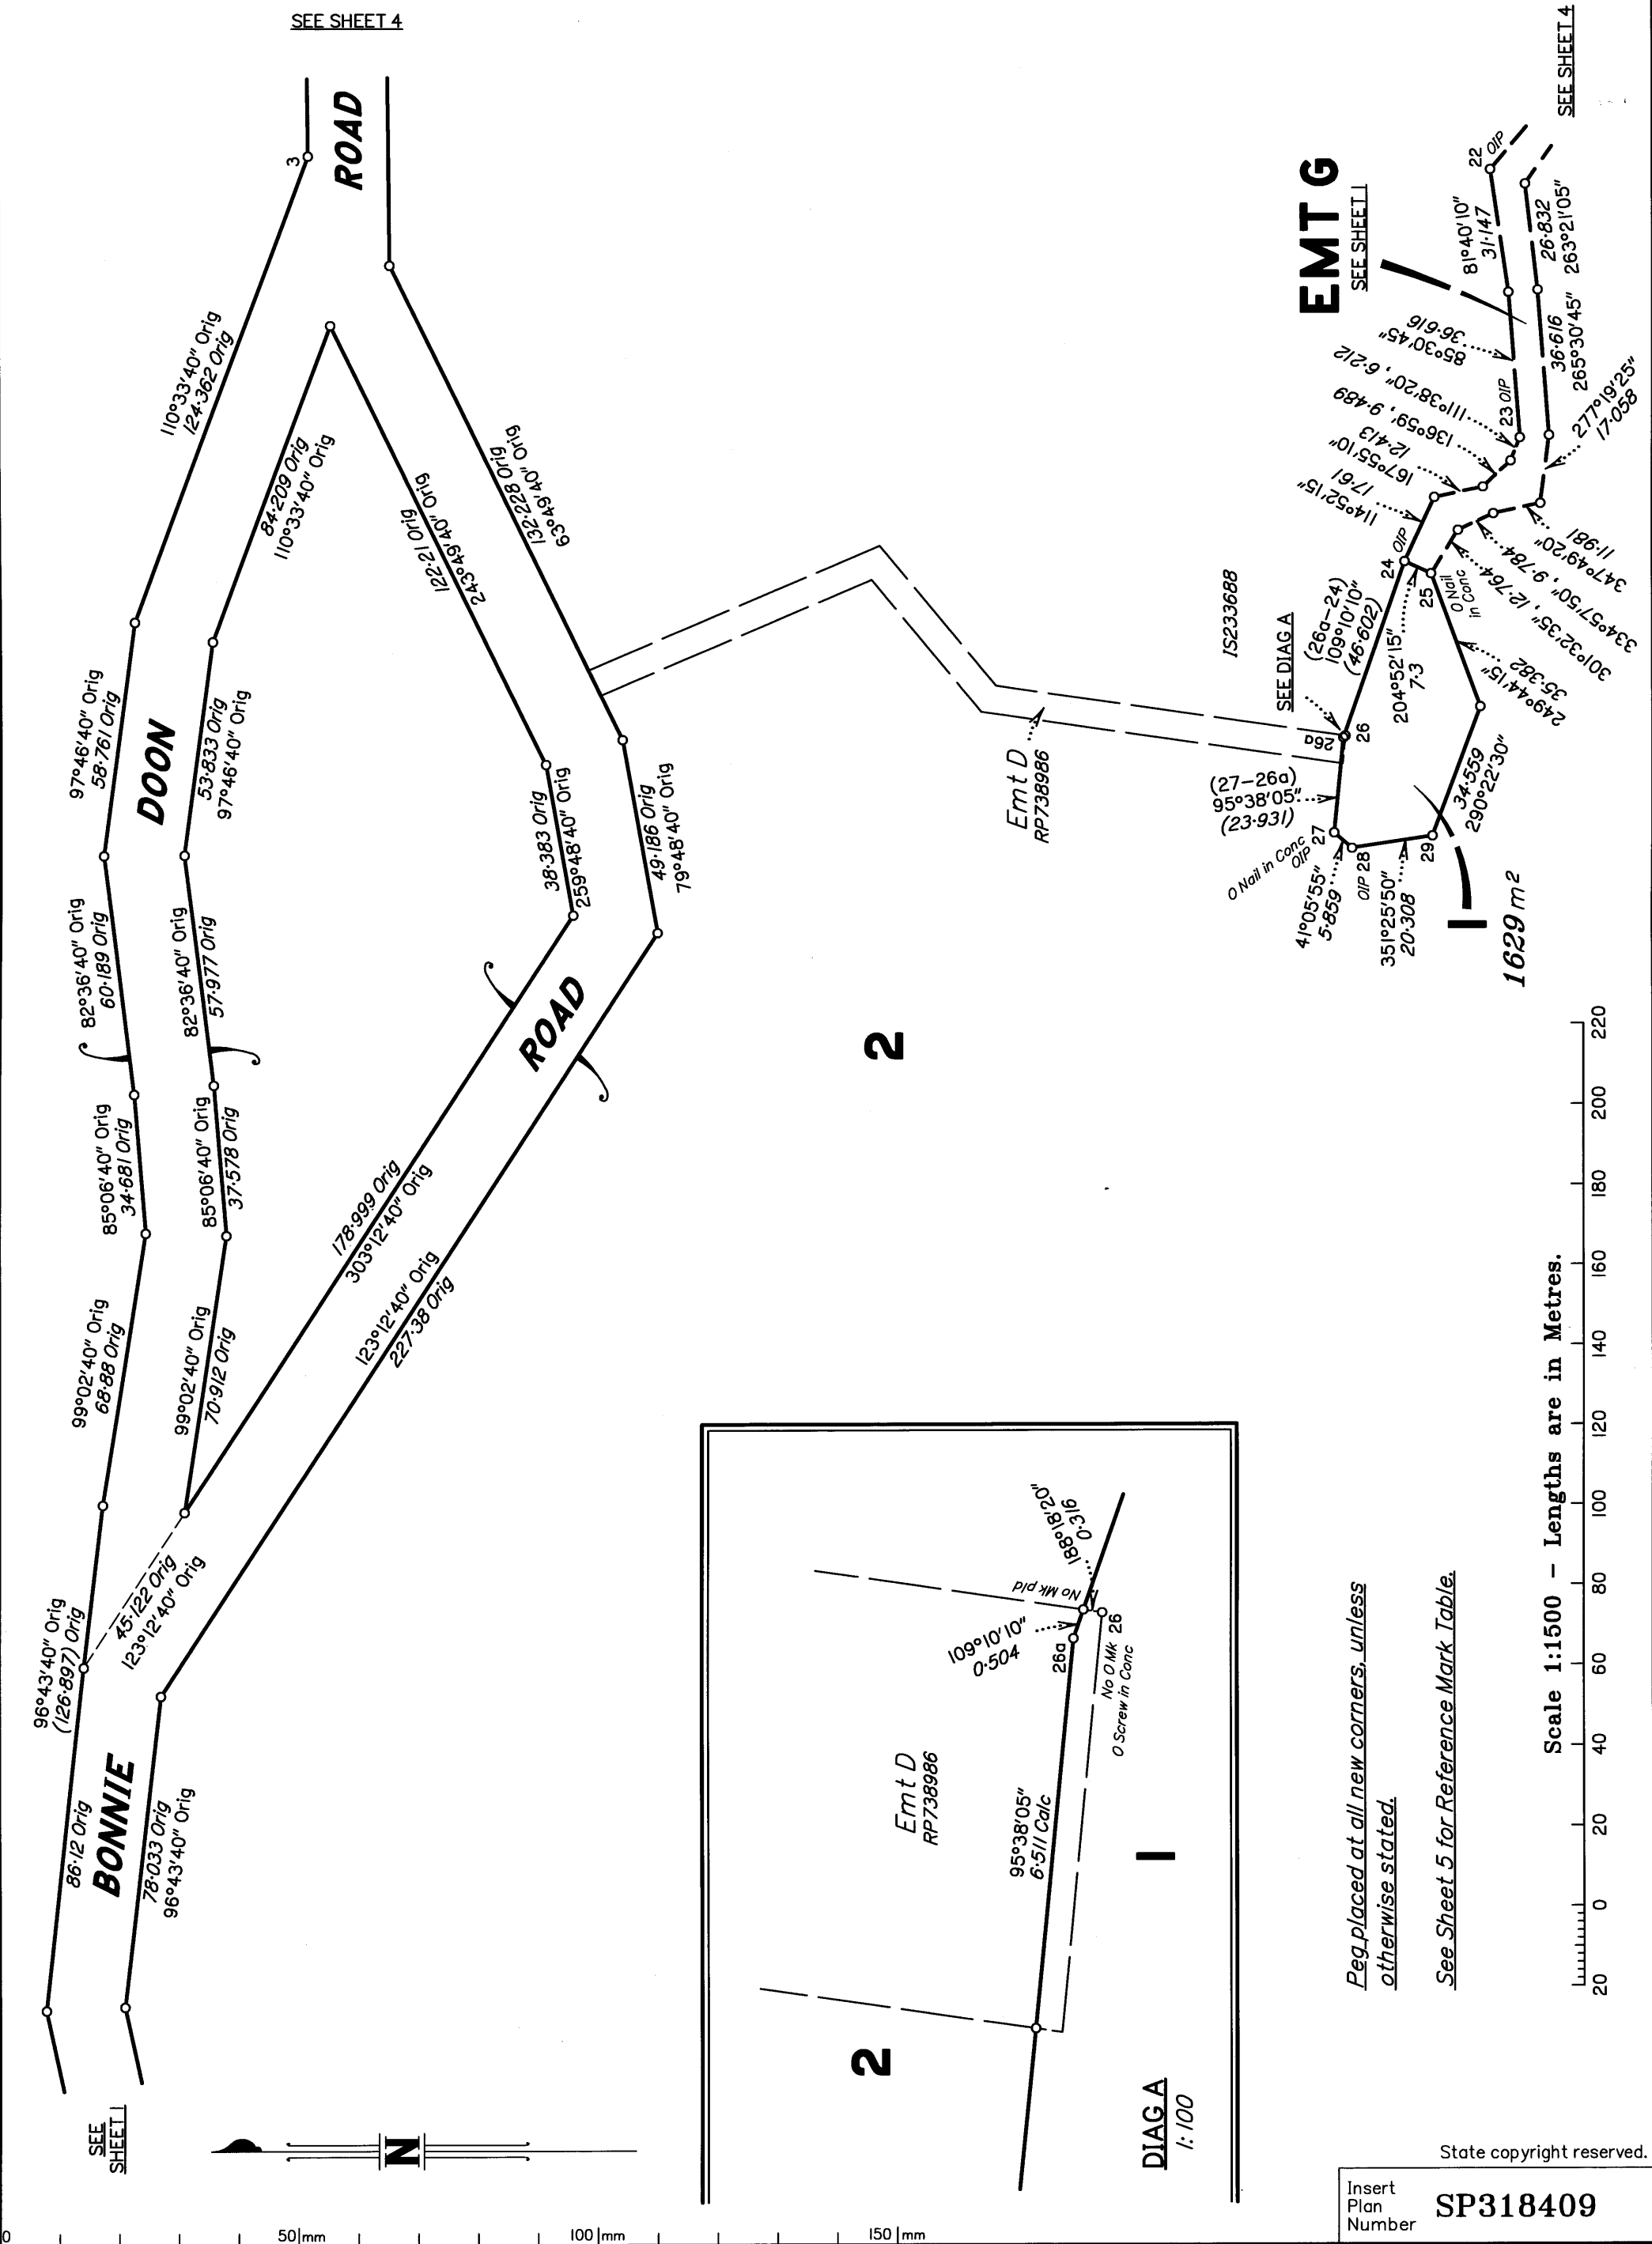 SEE SHEET 4
SEE
SHEET 1
BONNIE
DOON
ROAD
ROAD
3
86·12 Orig
96°43'40" Orig
(126·897) Orig
78·033 Orig
96°43'40" Orig
45·122 Orig
123°12'40" Orig
99°02'40" Orig
68·88 Orig
99°02'40" Orig
70·912 Orig
85°06'40" Orig
34·681 Orig
85°06'40" Orig
37·578 Orig
82°36'40" Orig
60·189 Orig
82°36'40" Orig
57·977 Orig
97°46'40" Orig
58·761 Orig
53·833 Orig
97°46'40" Orig
110°33'40" Orig
124·362 Orig
84·209 Orig
110°33'40" Orig
122·21 Orig
243°49'40" Orig
132·228 Orig
63°49'40" Orig
38·383 Orig
259°48'40" Orig
49·186 Orig
79°48'40" Orig
178·999 Orig
303°12'40" Orig
123°12'40" Orig
227·38 Orig
2
N
IS233688
Emt D
RP738986
SEE DIAG A
EMT G
SEE SHEET 1
SEE SHEET 4
(27-26a)
95°38'05"
(23·931)
26a
26
(26a-24)
109°10'10"
(46·602)
204°52'15"
7·3
24 OIP
25
O Nail
in Conc
114°52'15"
17·61
167°55'10"
12·413
136°59', 9·489
111°38'20", 6·212
85°30'45"
36·616
23 OIP
81°40'10"
31·147
22 OIP
26·832
263°21'05"
36·616
265°30'45"
277°19'25"
17·058
347°49'20"
11·981
334°57'50", 9·784
301°32'35", 12·764
249°44'15"
35·382
34·559
290°22'30"
O Nail in Conc
OIP
27
41°05'55"
5·859
OIP 28
351°25'50"
20·308
29
1
1629 m²
2
Emt D
RP738986
95°38'05"
6·511 Calc
109°10'10"
0·504
26a
No Mk pld
188°18'20"
0·316
26
No O Mk
O Screw in Conc
1
DIAG A
1:100
Peg placed at all new corners, unless
otherwise stated.
See Sheet 5 for Reference Mark Table.
Scale 1:1500 – Lengths are in Metres.
20 0 20 40 60 80 100 120 140 160 180 200 220
State copyright reserved.
Insert
Plan
Number
SP318409
0 50 mm 100 mm 150 mm